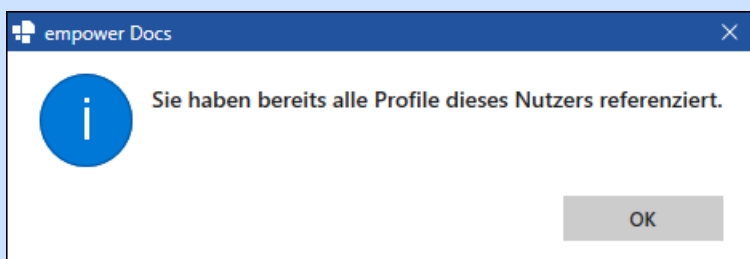 empower Docs
Sie haben bereits alle Profile dieses Nutzers referenziert.
OK